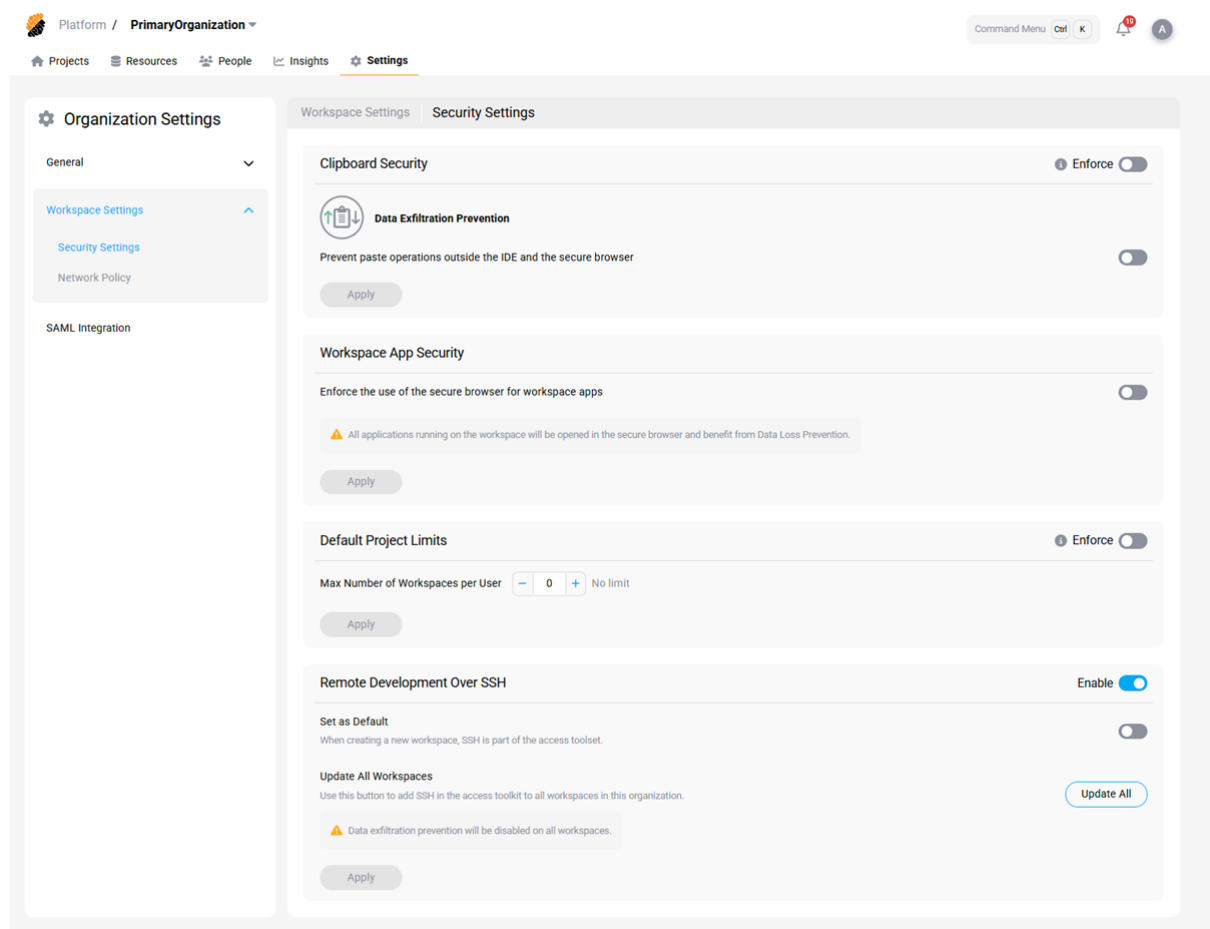 Platform / PrimaryOrganization
Command Menu Ctrl K
19
A
Projects Resources People Insights Settings
Organization Settings
General
Workspace Settings
Security Settings
Network Policy
SAML Integration
Workspace Settings Security Settings
Clipboard Security
Enforce
Data Exfiltration Prevention
Prevent paste operations outside the IDE and the secure browser
Apply
Workspace App Security
Enforce the use of the secure browser for workspace apps
All applications running on the workspace will be opened in the secure browser and benefit from Data Loss Prevention.
Apply
Default Project Limits
Enforce
Max Number of Workspaces per User − 0 + No limit
Apply
Remote Development Over SSH
Enable
Set as Default
When creating a new workspace, SSH is part of the access toolset.
Update All Workspaces
Use this button to add SSH in the access toolkit to all workspaces in this organization.
Update All
Data exfiltration prevention will be disabled on all workspaces.
Apply